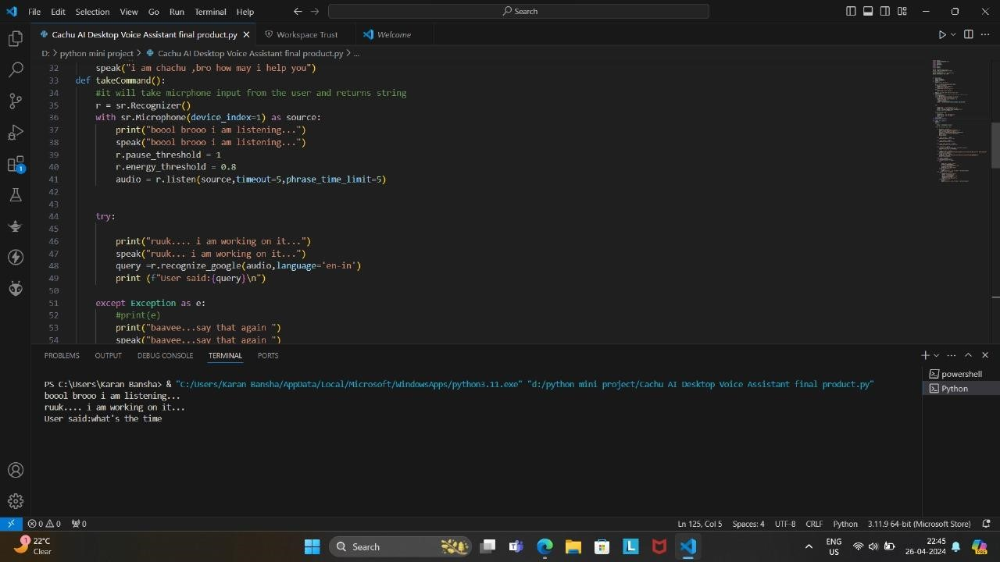 File Edit Selection View Go Run Terminal Help
Search
Cachu AI Desktop Voice Assistant final product.py
Workspace Trust
Welcome
D: > python mini project > Cachu AI Desktop Voice Assistant final product.py > ...
32 speak("i am chachu ,bro how may i help you")
33 def takeCommand():
34 #it will take micrphone input from the user and returns string
35 r = sr.Recognizer()
36 with sr.Microphone(device_index=1) as source:
37 print("boool brooo i am listening...")
38 speak("boool brooo i am listening...")
39 r.pause_threshold = 1
40 r.energy_threshold = 0.8
41 audio = r.listen(source,timeout=5,phrase_time_limit=5)
42
43
44 try:
45
46 print("ruuk.... i am working on it...")
47 speak("ruuk... i am working on it...")
48 query =r.recognize_google(audio,language='en-in')
49 print (f"User said:{query}\n")
50
51 except Exception as e:
52 #print(e)
53 print("baavee...say that again ")
54 speak("baavee...say that again ")
1
PROBLEMS OUTPUT DEBUG CONSOLE TERMINAL PORTS
PS C:\Users\Karan Bansha> & "C:/Users/Karan Bansha/AppData/Local/Microsoft/WindowsApps/python3.11.exe" "d:/python mini project/Cachu AI Desktop Voice Assistant final product.py"
boool brooo i am listening...
ruuk.... i am working on it...
User said:what's the time
powershell
Python
0 0 0
Ln 125, Col 5 Spaces: 4 UTF-8 CRLF Python 3.11.9 64-bit (Microsoft Store)
1
22°C
Clear
Search
L
PRE
ENG
US
22:45
26-04-2024